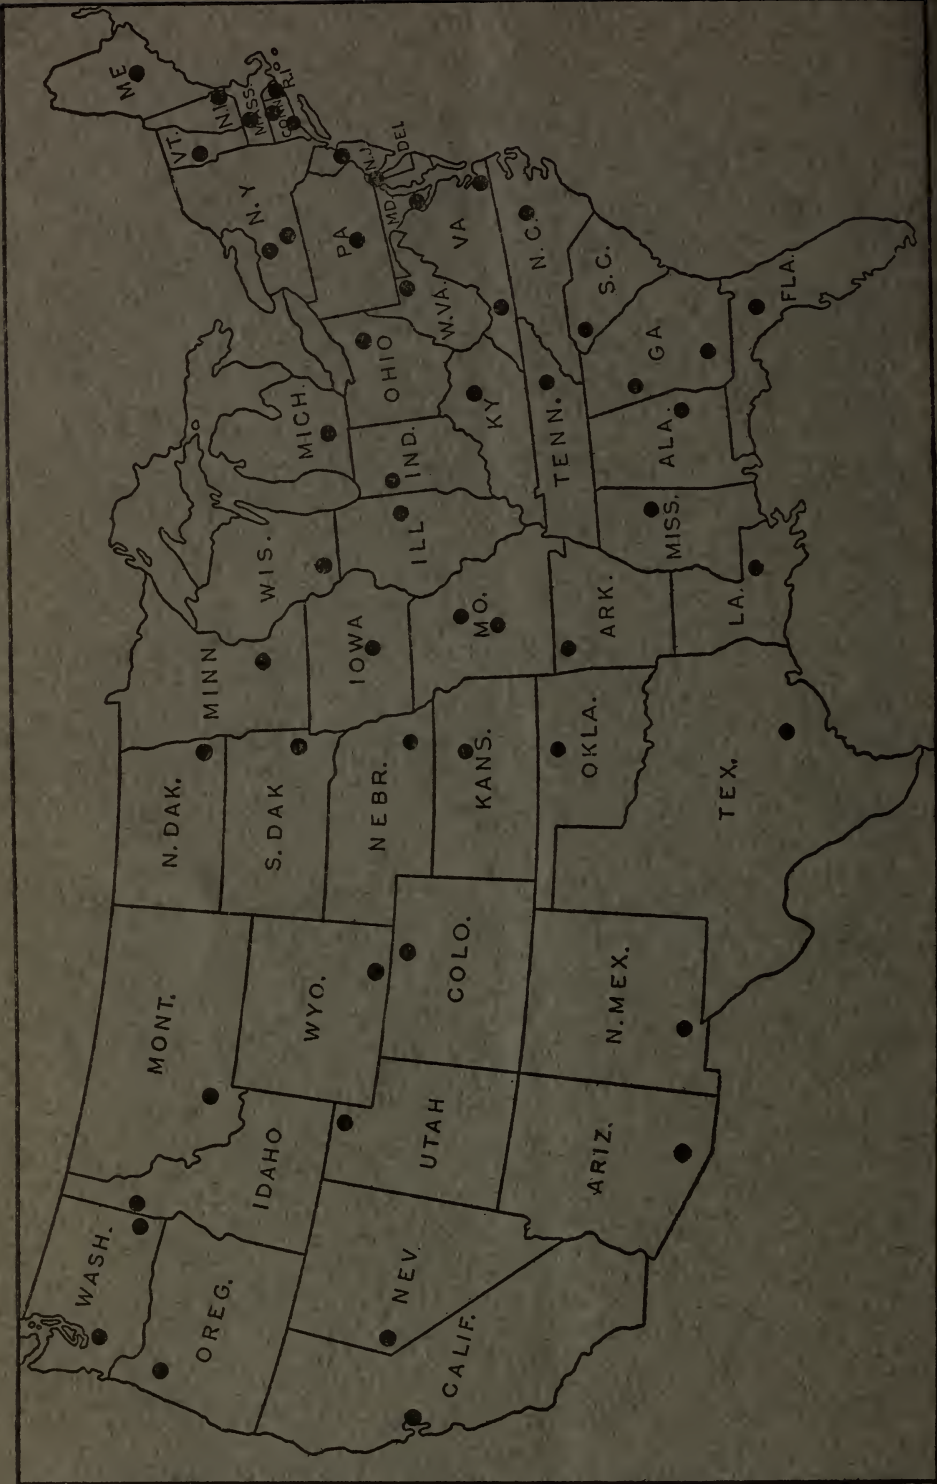 WASH.
OREG.
CALIF.
NEV.
IDAHO
MONT.
WYO.
UTAH
ARIZ.
COLO.
N.MEX.
N.DAK.
S.DAK
NEBR.
KANS.
OKLA.
TEX.
MINN
IOWA
MO.
ARK.
LA.
WIS.
ILL
MISS.
MICH.
IND.
OHIO
KY
TENN.
ALA.
GA
FLA.
S.C.
N.C.
VA
W.VA.
PA
N.Y
MD.
DEL
N.J
VT.
N.
MASS.
CONN
R.I
ME